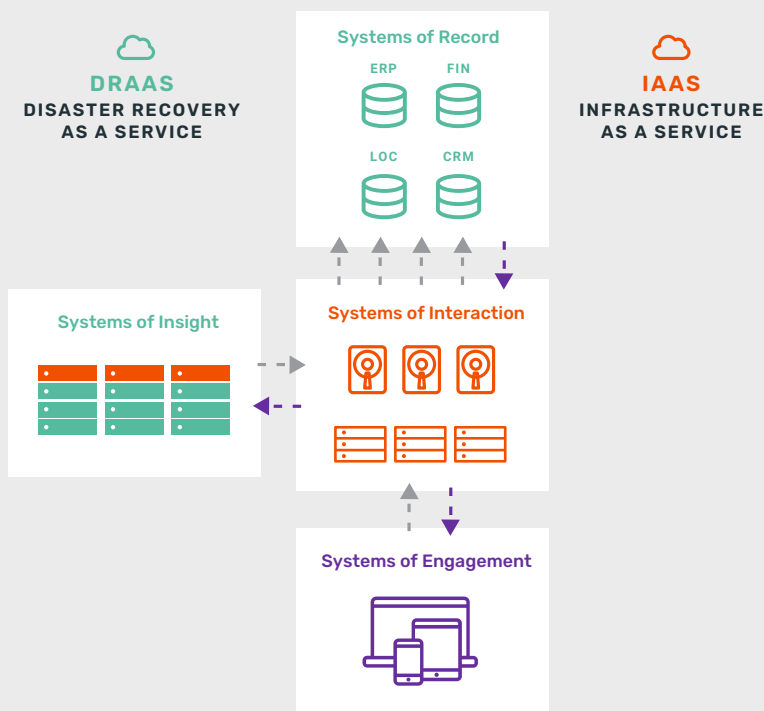 DRAAS
DISASTER RECOVERY
AS A SERVICE
Systems of Record
ERP
FIN
LOC
CRM
IAAS
INFRASTRUCTURE
AS A SERVICE
Systems of Insight
Systems of Interaction
Systems of Engagement